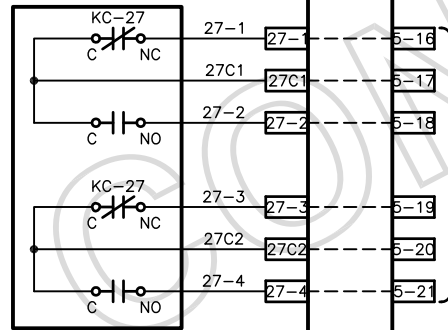 KC-27 27-1 27-1 5-16
C NC
27C1 27C1 5-17
27-2 27-2 5-18
C NO
KC-27 27-3 27-3 5-19
C NC
27C2 27C2 5-20
27-4 27-4 5-21
C NO
CON